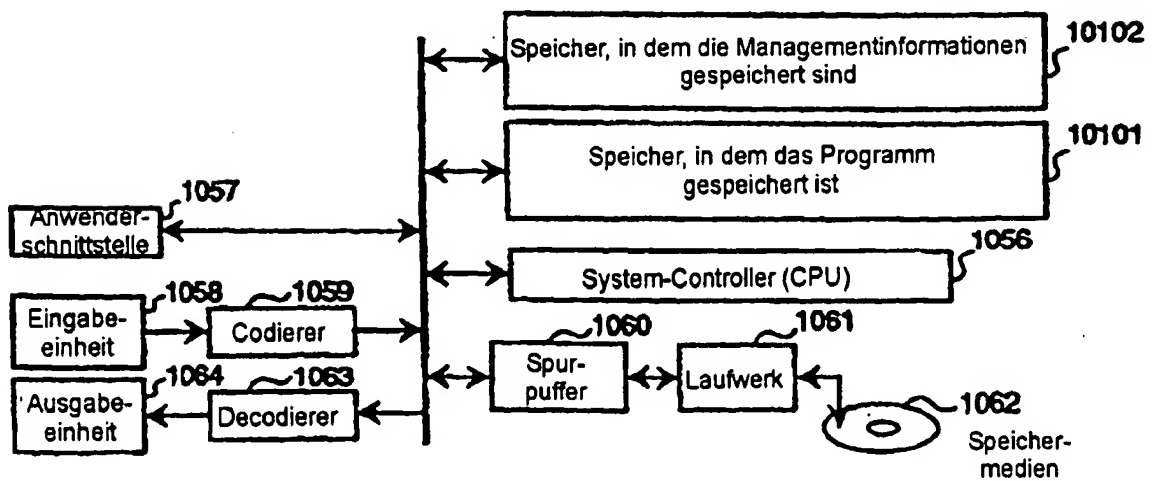 10102
Speicher, in dem die Managementinformationen
gespeichert sind
10101
Speicher, in dem das Programm
gespeichert ist
1057
Anwender-
schnittstelle
1056
System-Controller (CPU)
1058
Eingabe-
einheit
1059
Codierer
1060
Spur-
puffer
1061
Laufwerk
1064
Ausgabe-
einheit
1063
Decodierer
1062
Speicher-
medien